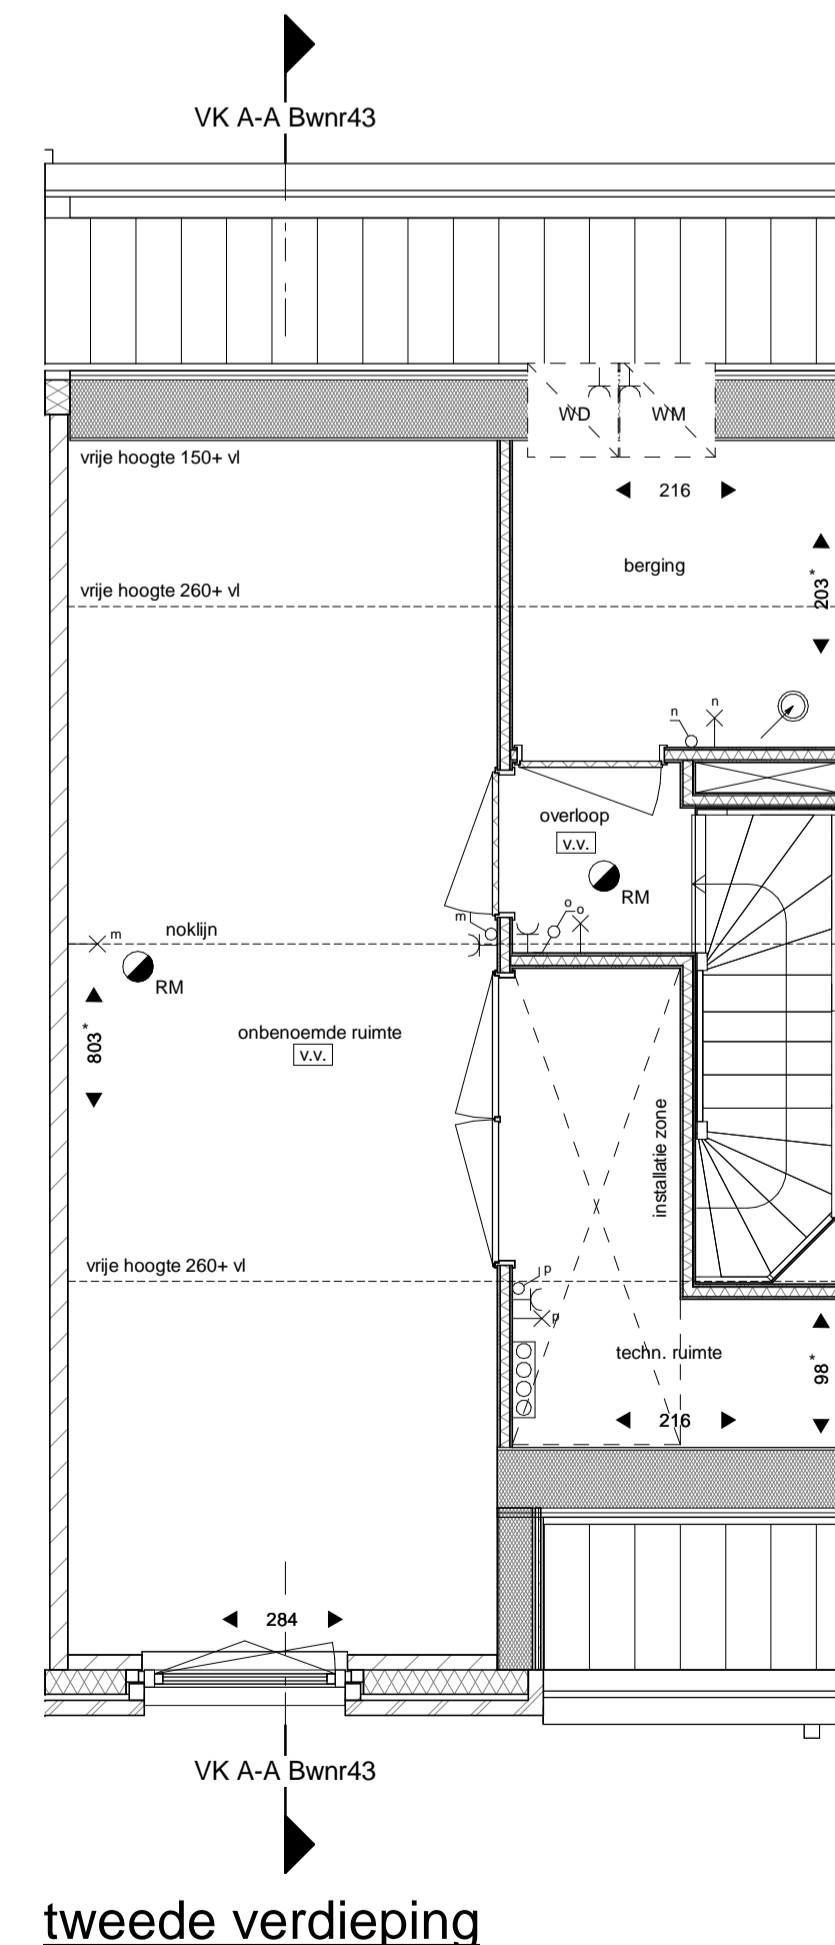 VK A-A Bwnr43
WD
WM
vrije hoogte 150+ vl
216
berging
203*
vrije hoogte 260+ vl
n
n
overloop
v.v.
RM
m
o
o
noklijn
m
RM
803*
onbenoemde ruimte
v.v.
installatie zone
vrije hoogte 260+ vl
p
p
techn. ruimte
98*
216
284
VK A-A Bwnr43
tweede verdieping